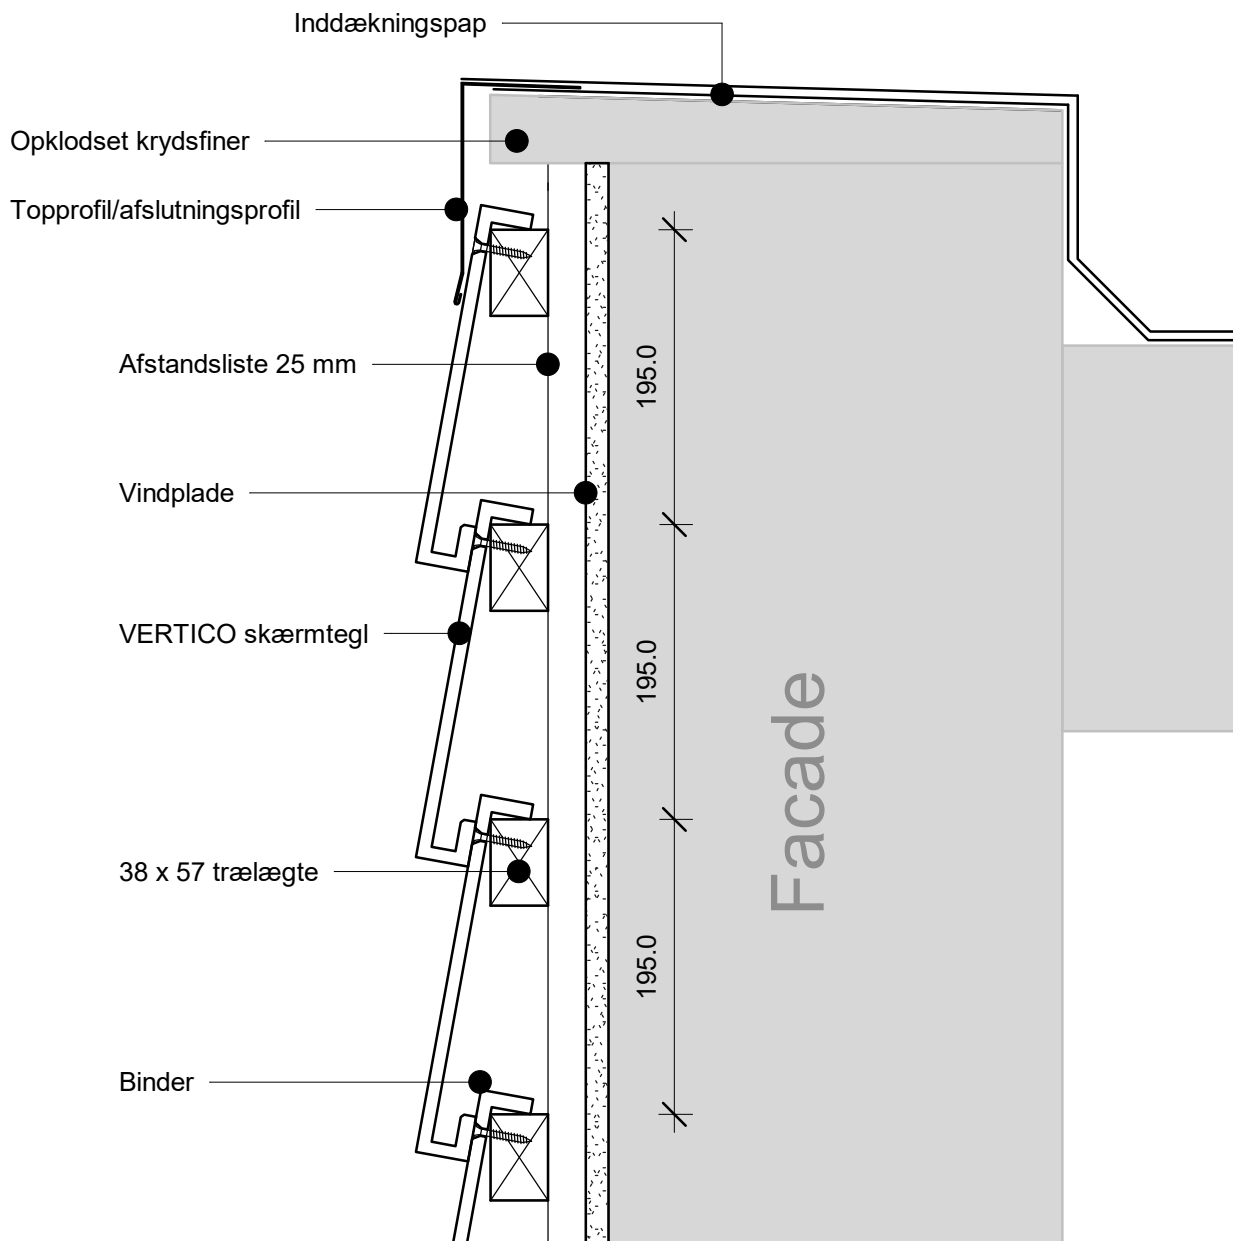 Inddækningspap
Opklodset krydsfiner
Topprofil/afslutningsprofil
195.0
Afstandsliste 25 mm
Vindplade
195.0
VERTICO skærmtegl
Facade
38 x 57 trælægte
195.0
Binder